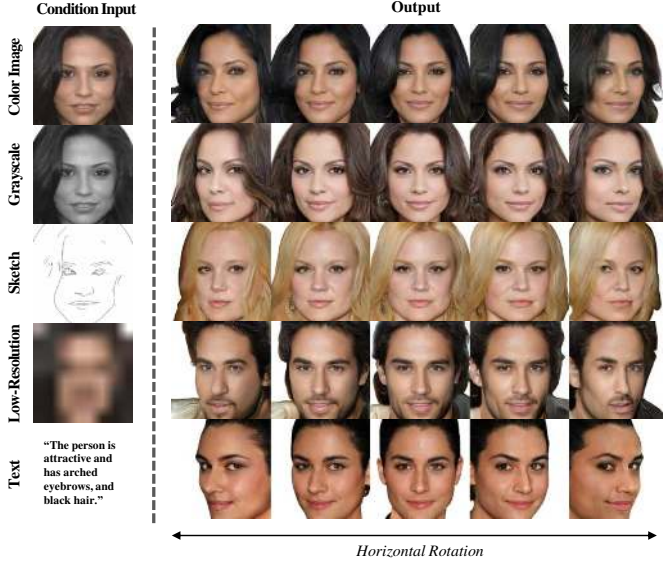 Condition Input
Output
Color Image
Grayscale
Sketch
Low-Resolution
Text
“The person is
attractive and
has arched
eyebrows, and
black hair.”
Horizontal Rotation